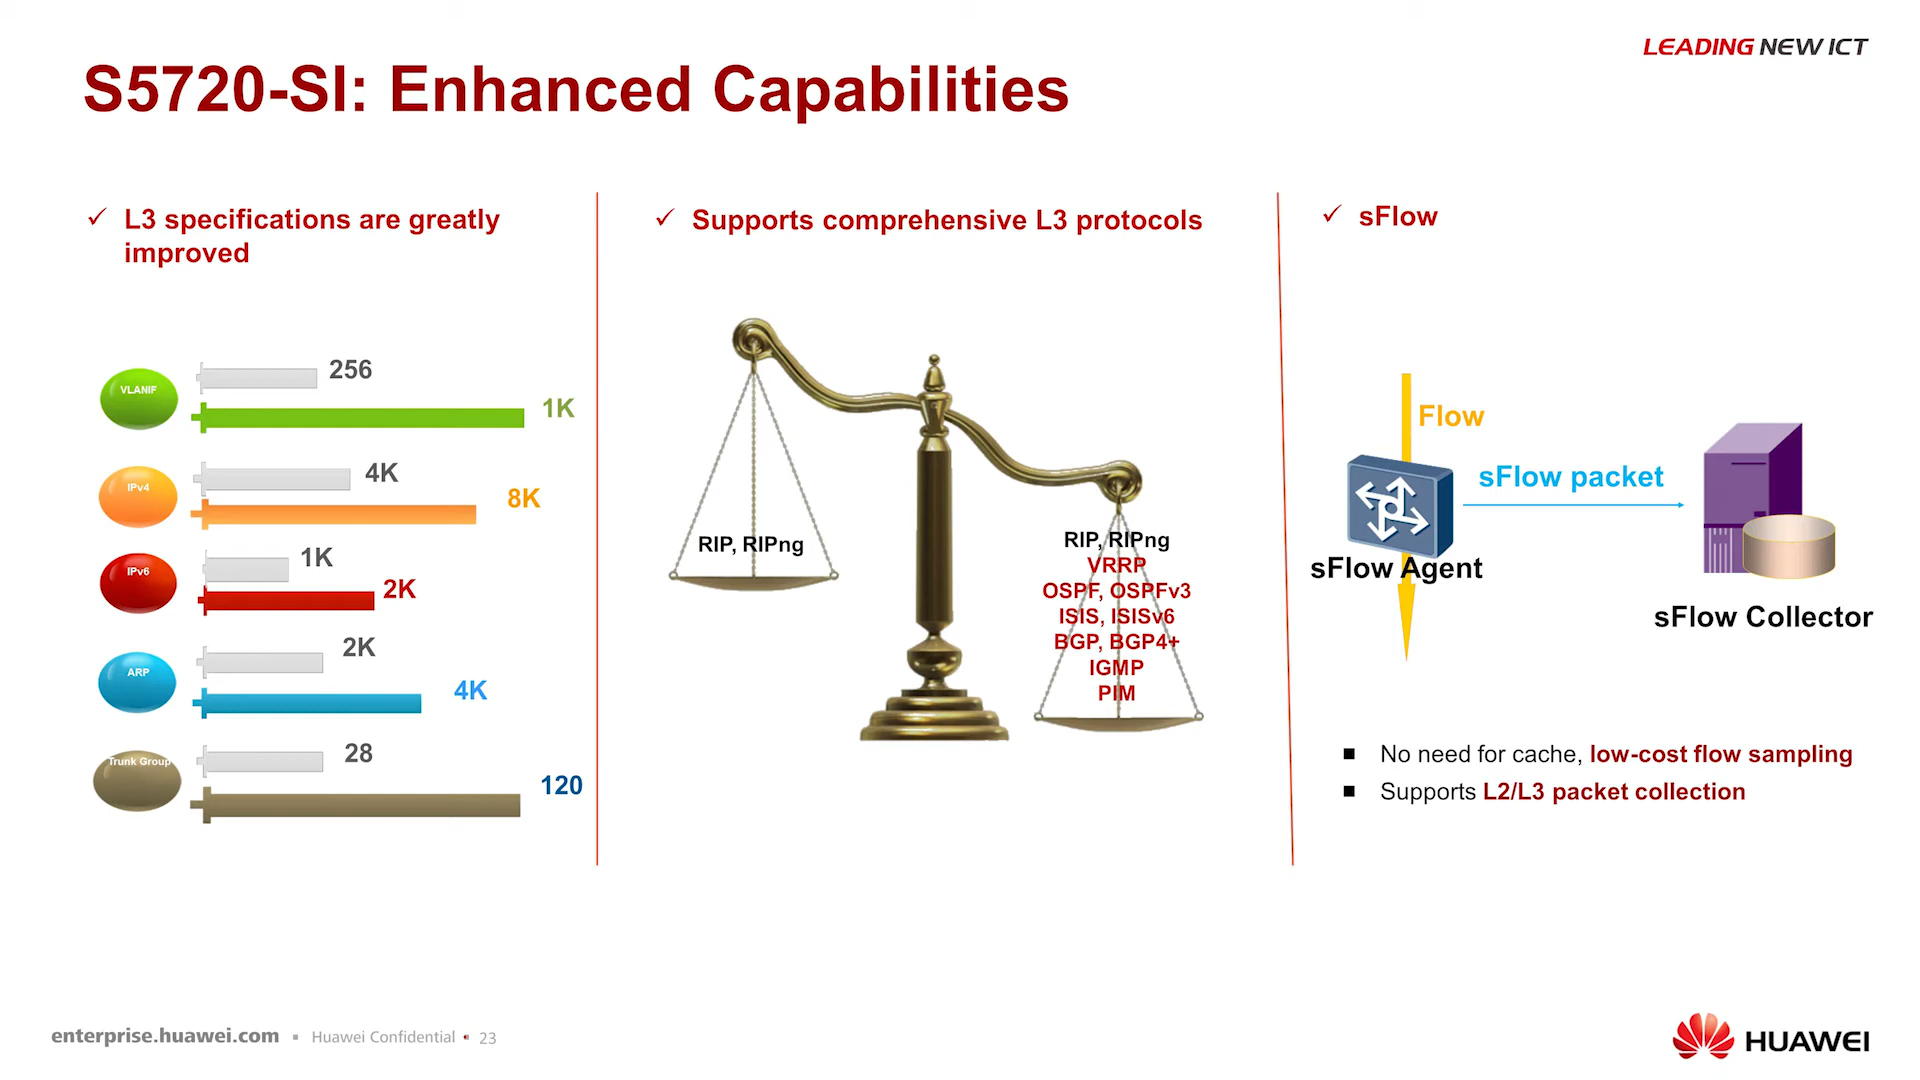 LEADING NEW ICT
S5720-SI: Enhanced Capabilities
L3 specifications are greatly
improved
VLANIF
256
1K
IPv4
4K
8K
IPv6
1K
2K
ARP
2K
4K
Trunk Group
28
120
Supports comprehensive L3 protocols
RIP, RIPng
RIP, RIPng
VRRP
OSPF, OSPFv3
ISIS, ISISv6
BGP, BGP4+
IGMP
PIM
sFlow
Flow
sFlow packet
sFlow Agent
sFlow Collector
No need for cache, low-cost flow sampling
Supports L2/L3 packet collection
enterprise.huawei.com ▪ Huawei Confidential ▪ 23
HUAWEI